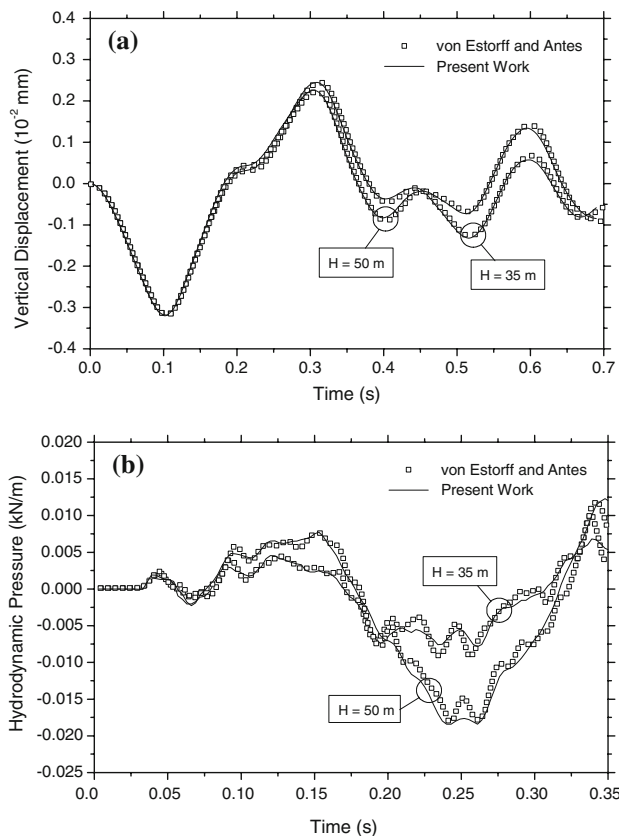 (a)
von Estorff and Antes
Present Work
Vertical Displacement (10⁻² mm)
0.4
0.3
0.2
0.1
0.0
-0.1
-0.2
-0.3
-0.4
H = 50 m
H = 35 m
0.0 0.1 0.2 0.3 0.4 0.5 0.6 0.7
Time (s)
(b)
von Estorff and Antes
Present Work
Hydrodynamic Pressure (kN/m)
0.020
0.015
0.010
0.005
0.000
-0.005
-0.010
-0.015
-0.020
-0.025
H = 35 m
H = 50 m
0.0 0.05 0.10 0.15 0.20 0.25 0.30 0.35
Time (s)